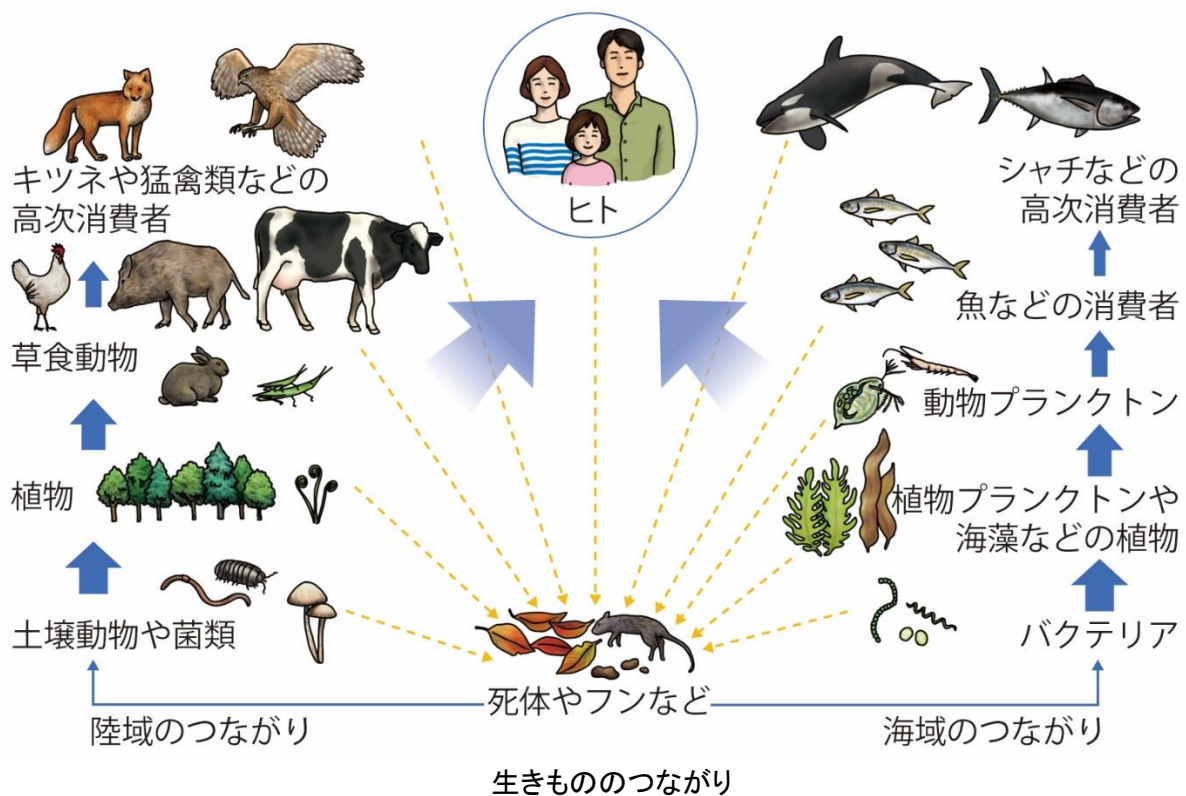 ヒト
キツネや猛禽類などの
高次消費者
草食動物
植物
土壌動物や菌類
シャチなどの
高次消費者
魚などの消費者
動物プランクトン
植物プランクトンや
海藻などの植物
バクテリア
死体やフンなど
陸域のつながり
海域のつながり
生きもののつながり